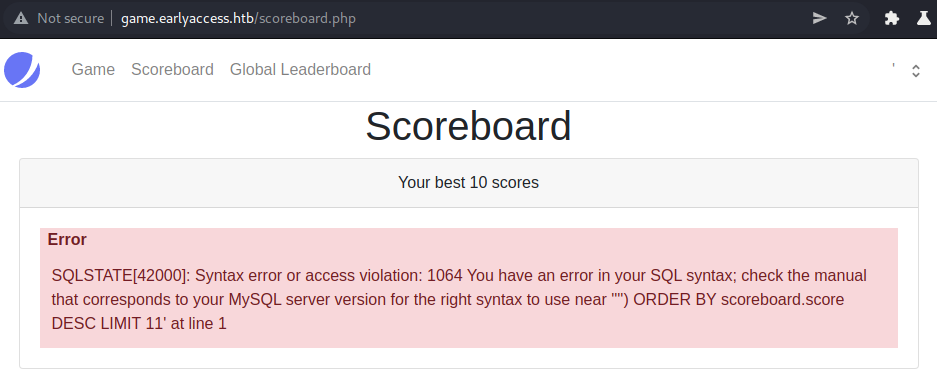 Not secure | game.earlyaccess.htb/scoreboard.php
Game Scoreboard Global Leaderboard '
Scoreboard
Your best 10 scores
Error
SQLSTATE[42000]: Syntax error or access violation: 1064 You have an error in your SQL syntax; check the manual
that corresponds to your MySQL server version for the right syntax to use near ''') ORDER BY scoreboard.score
DESC LIMIT 11' at line 1